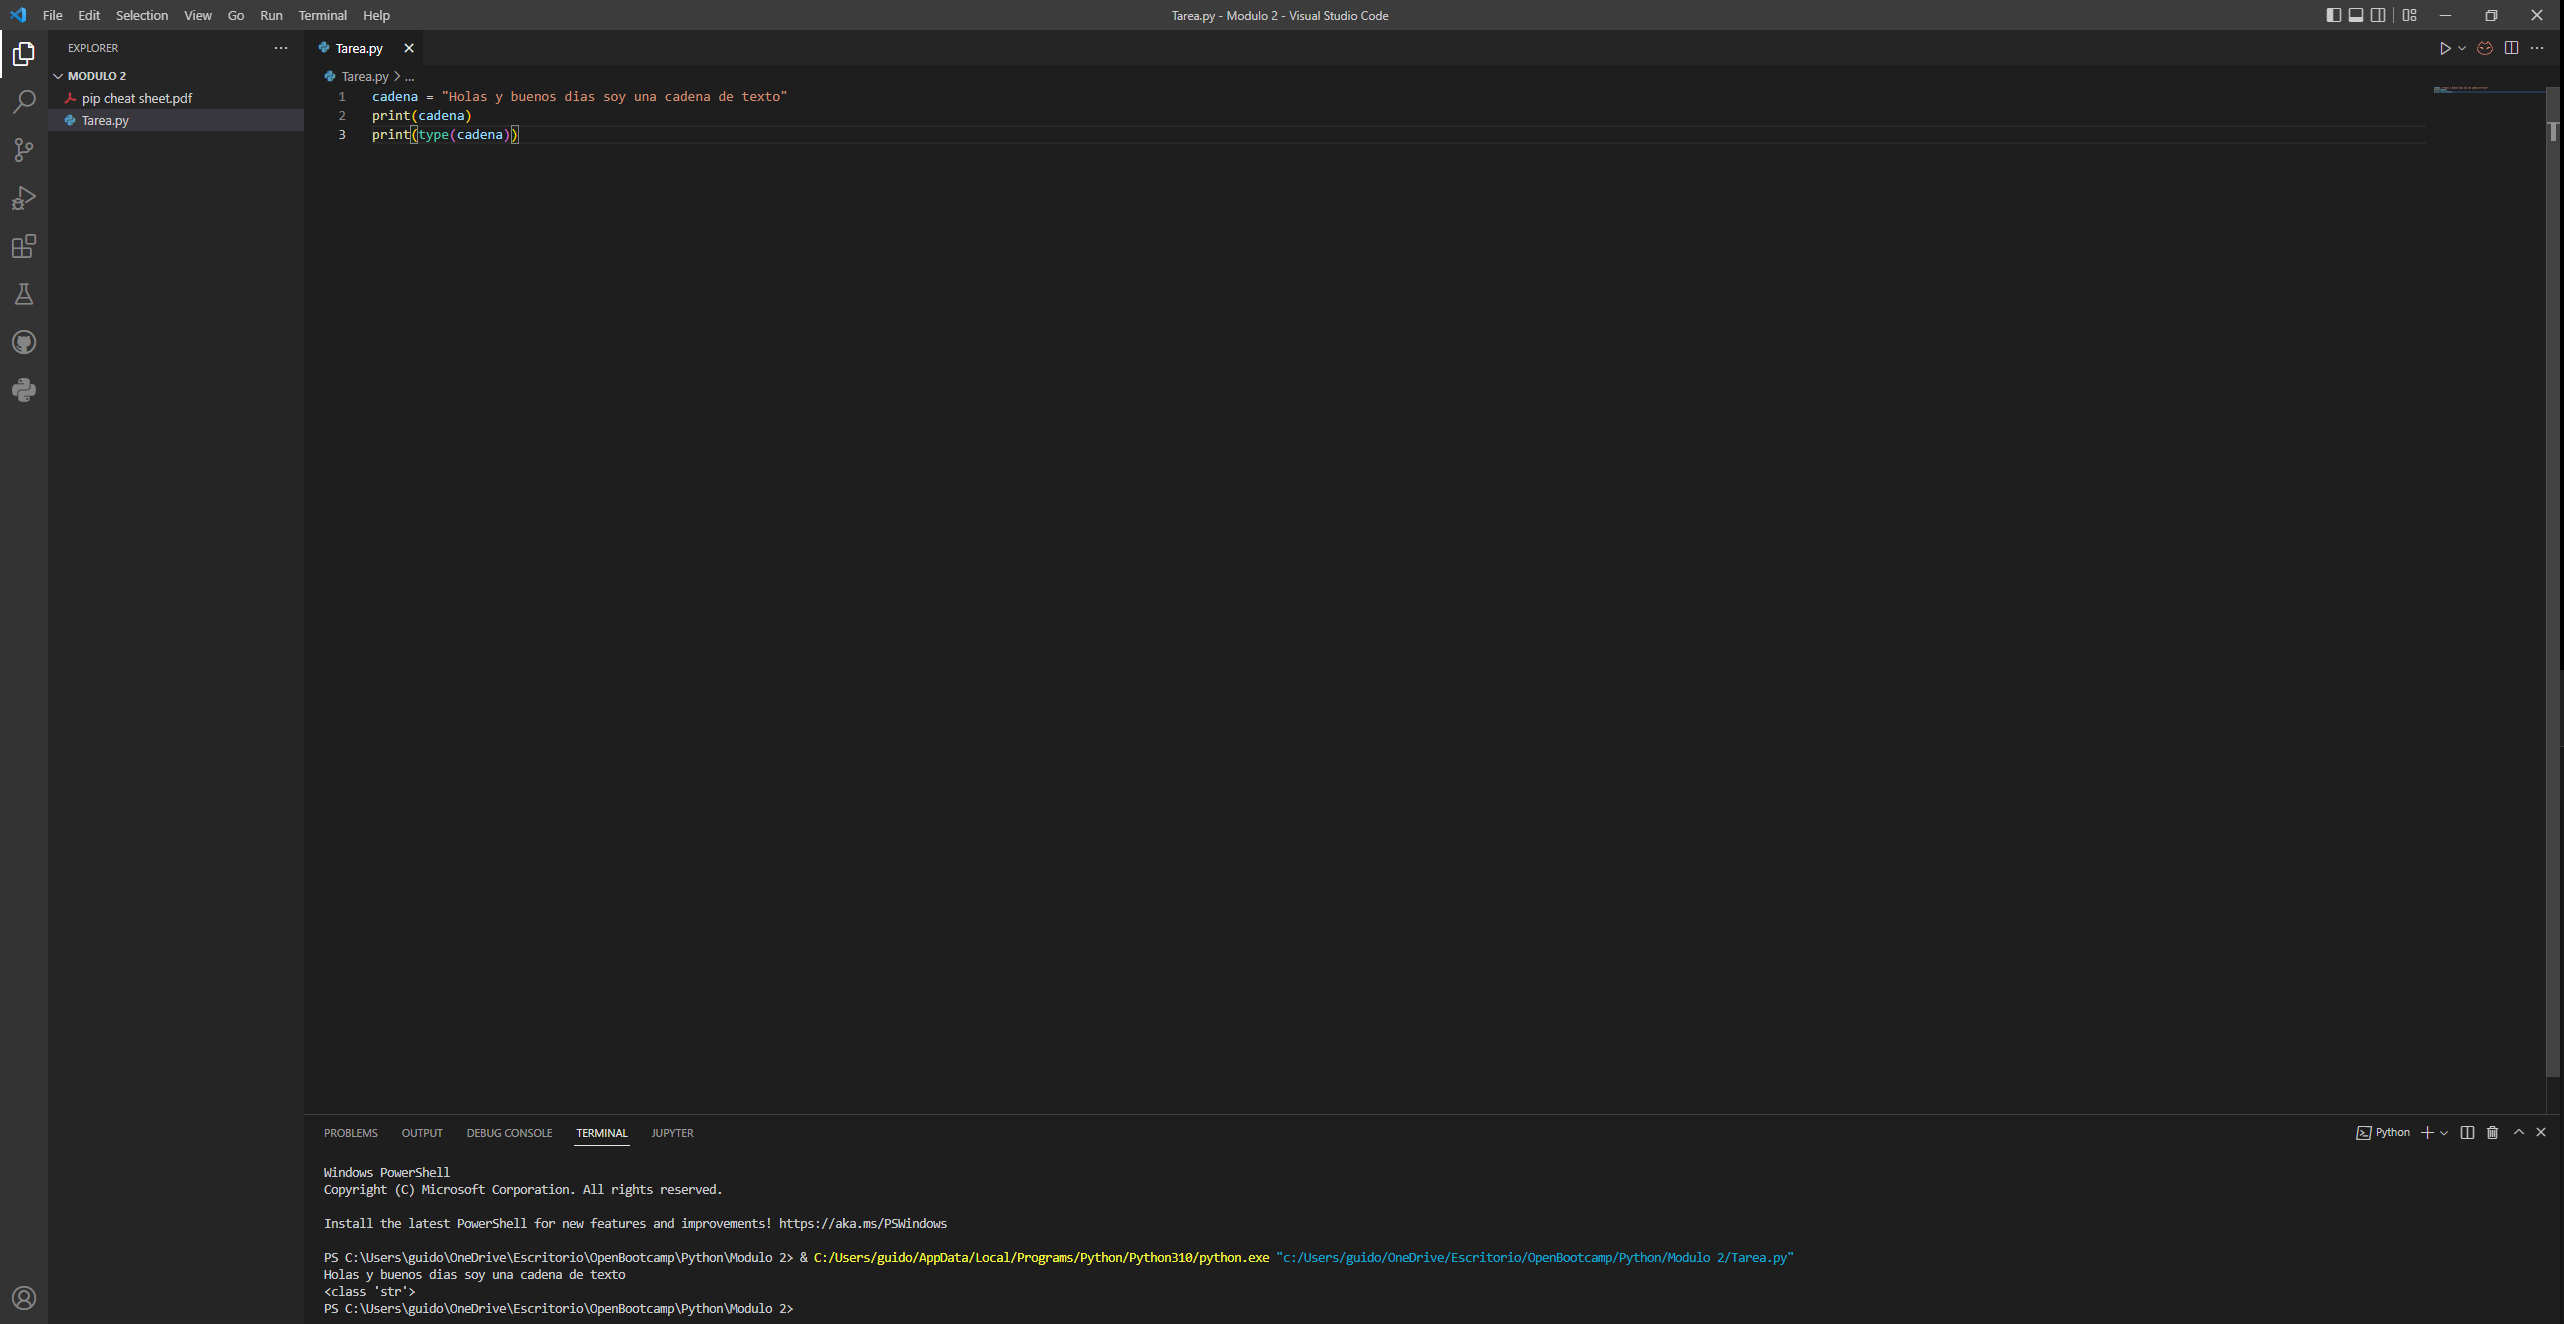 File Edit Selection View Go Run Terminal Help
Tarea.py - Modulo 2 - Visual Studio Code
EXPLORER
MODULO 2
pip cheat sheet.pdf
Tarea.py
Tarea.py
Tarea.py > ...
1 cadena = "Holas y buenos dias soy una cadena de texto"
2 print(cadena)
3 print(type(cadena))
PROBLEMS OUTPUT DEBUG CONSOLE TERMINAL JUPYTER
Python
Windows PowerShell
Copyright (C) Microsoft Corporation. All rights reserved.
Install the latest PowerShell for new features and improvements! https://aka.ms/PSWindows
PS C:\Users\guido\OneDrive\Escritorio\OpenBootcamp\Python\Modulo 2> & C:/Users/guido/AppData/Local/Programs/Python/Python310/python.exe "c:/Users/guido/OneDrive/Escritorio/OpenBootcamp/Python/Modulo 2/Tarea.py"
Holas y buenos dias soy una cadena de texto
<class 'str'>
PS C:\Users\guido\OneDrive\Escritorio\OpenBootcamp\Python\Modulo 2>